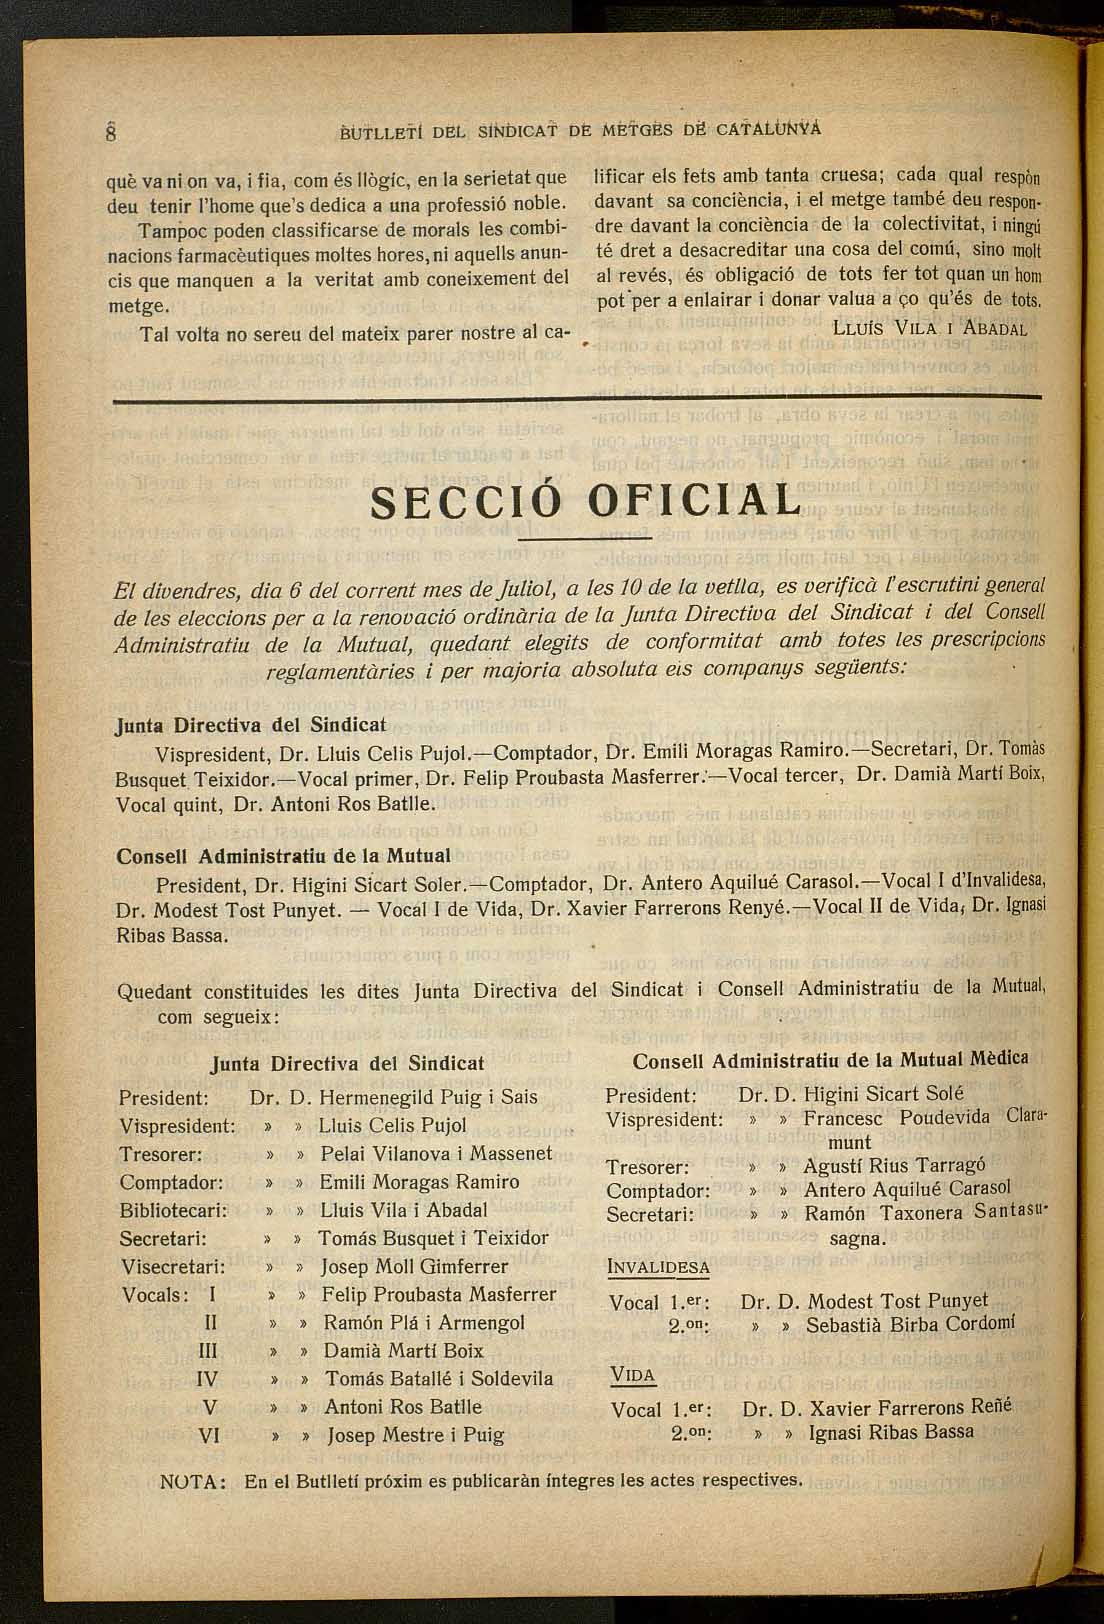 8
BUTLLETÍ DEL SINDICAT DE METGES DE CATALUNYA
què va ni on va, i fia, com és llògic, en la serietat que
deu tenir l'home que's dedica a una professió noble.
Tampoc poden classificarse de morals les combi-
nacions farmacèutiques moltes hores, ni aquells anun-
cis que manquen a la veritat amb coneixement del
metge.
Tal volta no sereu del mateix parer nostre al ca-
lificar els fets amb tanta cruesa; cada qual respòn
davant sa conciència, i el metge també deu respon-
dre davant la conciència de la colectivitat, i ningú
té dret a desacreditar una cosa del comú, sino molt
al revés, és obligació de tots fer tot quan un hom
pot per a enlairar i donar valua a ço qu'és de tots.
LLUÍS VILA I ABADAL
SECCIÓ OFICIAL
El divendres, dia 6 del corrent mes de Juliol, a les 10 de la vetlla, es verificà l'escrutini general
de les eleccions per a la renovació ordinària de la Junta Directiva del Sindicat i del Consell
Administratiu de la Mutual, quedant elegits de conformitat amb totes les prescripcions
reglamentàries i per majoria absoluta els companys següents:
Junta Directiva del Sindicat
Vispresident, Dr. Lluis Celis Pujol.—Comptador, Dr. Emili Moragas Ramiro.—Secretari, Dr. Tomàs
Busquet Teixidor.—Vocal primer, Dr. Felip Proubasta Masferrer.—Vocal tercer, Dr. Damià Martí Boix,
Vocal quint, Dr. Antoni Ros Batlle.
Consell Administratiu de la Mutual
President, Dr. Higini Sicart Soler.—Comptador, Dr. Antero Aquilué Carasol.—Vocal I d'Invalidesa,
Dr. Modest Tost Punyet. — Vocal I de Vida, Dr. Xavier Farrerons Renyé.—Vocal II de Vida, Dr. Ignasi
Ribas Bassa.
Quedant constituides les dites Junta Directiva del Sindicat i Consell Administratiu de la Mutual,
com segueix:
Junta Directiva del Sindicat
President: Dr. D. Hermenegild Puig i Sais
Vispresident: » » Lluis Celis Pujol
Tresorer: » » Pelai Vilanova i Massenet
Comptador: » » Emili Moragas Ramiro
Bibliotecari: » » Lluis Vila i Abadal
Secretari: » » Tomás Busquet i Teixidor
Visecretari: » » Josep Moll Gimferrer
Vocals: I » » Felip Proubasta Masferrer
II » » Ramón Plá i Armengol
III » » Damià Martí Boix
IV » » Tomás Batallé i Soldevila
V » » Antoni Ros Batlle
VI » » Josep Mestre i Puig
Consell Administratiu de la Mutual Mèdica
President: Dr. D. Higini Sicart Solé
Vispresident: » » Francesc Poudevida Clara-
munt
Tresorer: » » Agustí Rius Tarragó
Comptador: » » Antero Aquilué Carasol
Secretari: » » Ramón Taxonera Santasu-
sagna.
INVALIDESA
Vocal 1.er: Dr. D. Modest Tost Punyet
2.on: » » Sebastià Birba Cordomí
VIDA
Vocal 1.er: Dr. D. Xavier Farrerons Reñé
2.on: » » Ignasi Ribas Bassa
NOTA: En el Butlletí próxim es publicaràn íntegres les actes respectives.